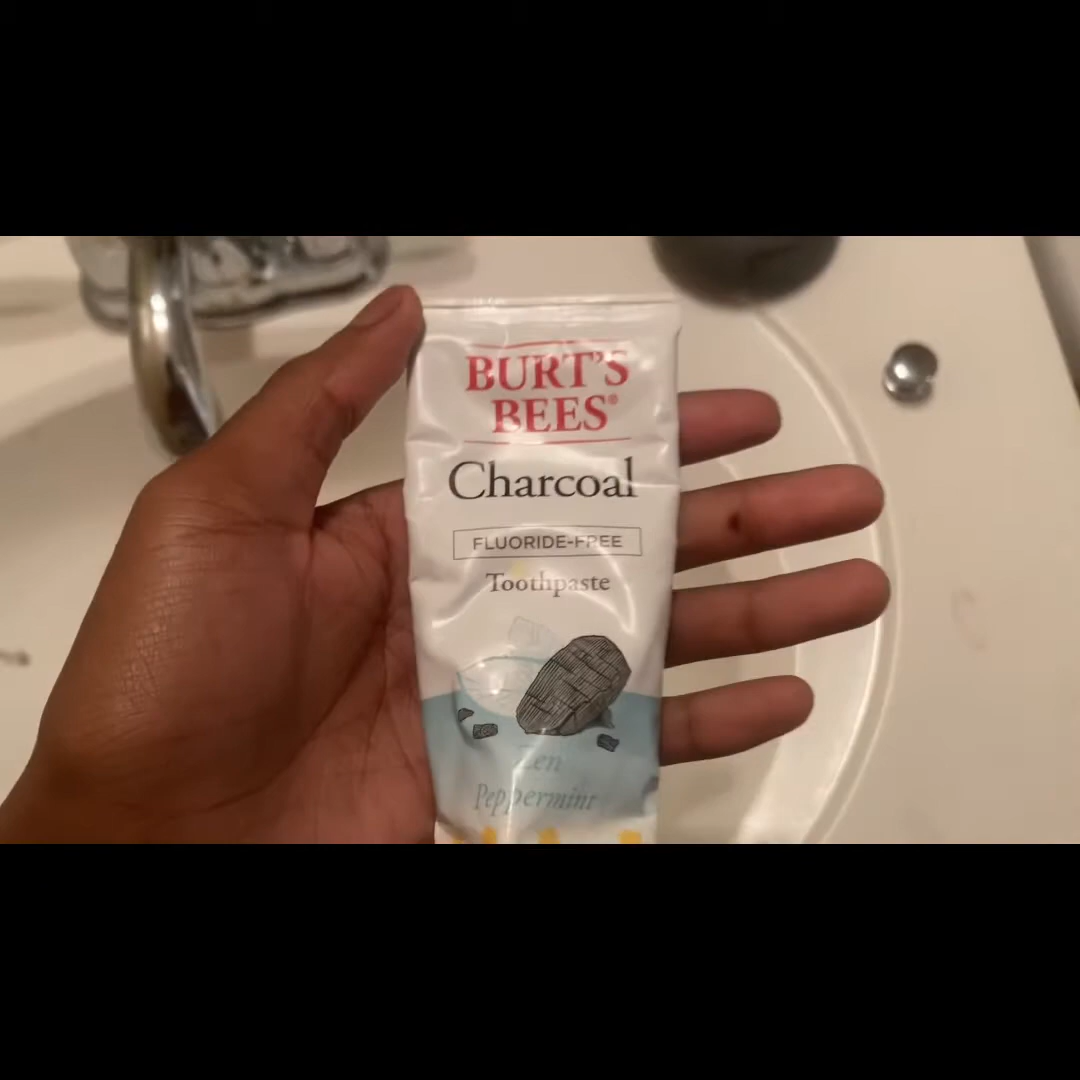 BURT'S
BEES®
Charcoal
FLUORIDE-FREE
Toothpaste
Zen
Peppermint